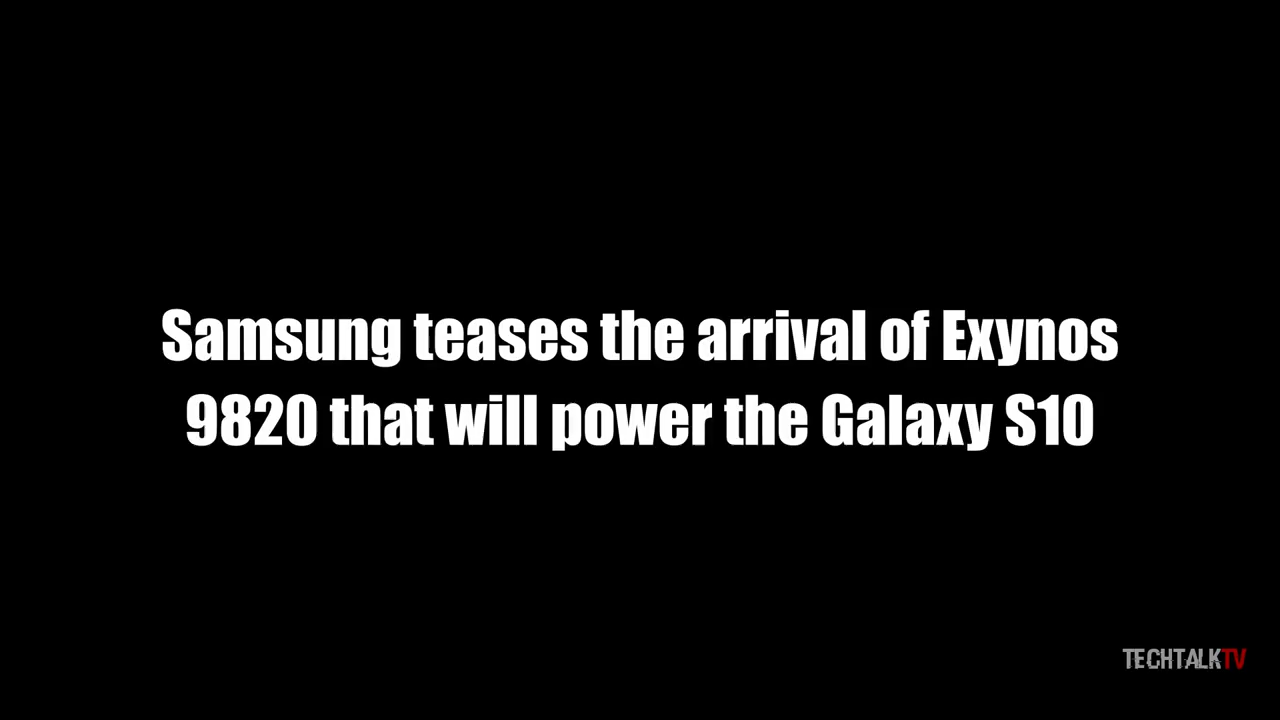 Samsung teases the arrival of Exynos
9820 that will power the Galaxy S10
TECHTALKTV